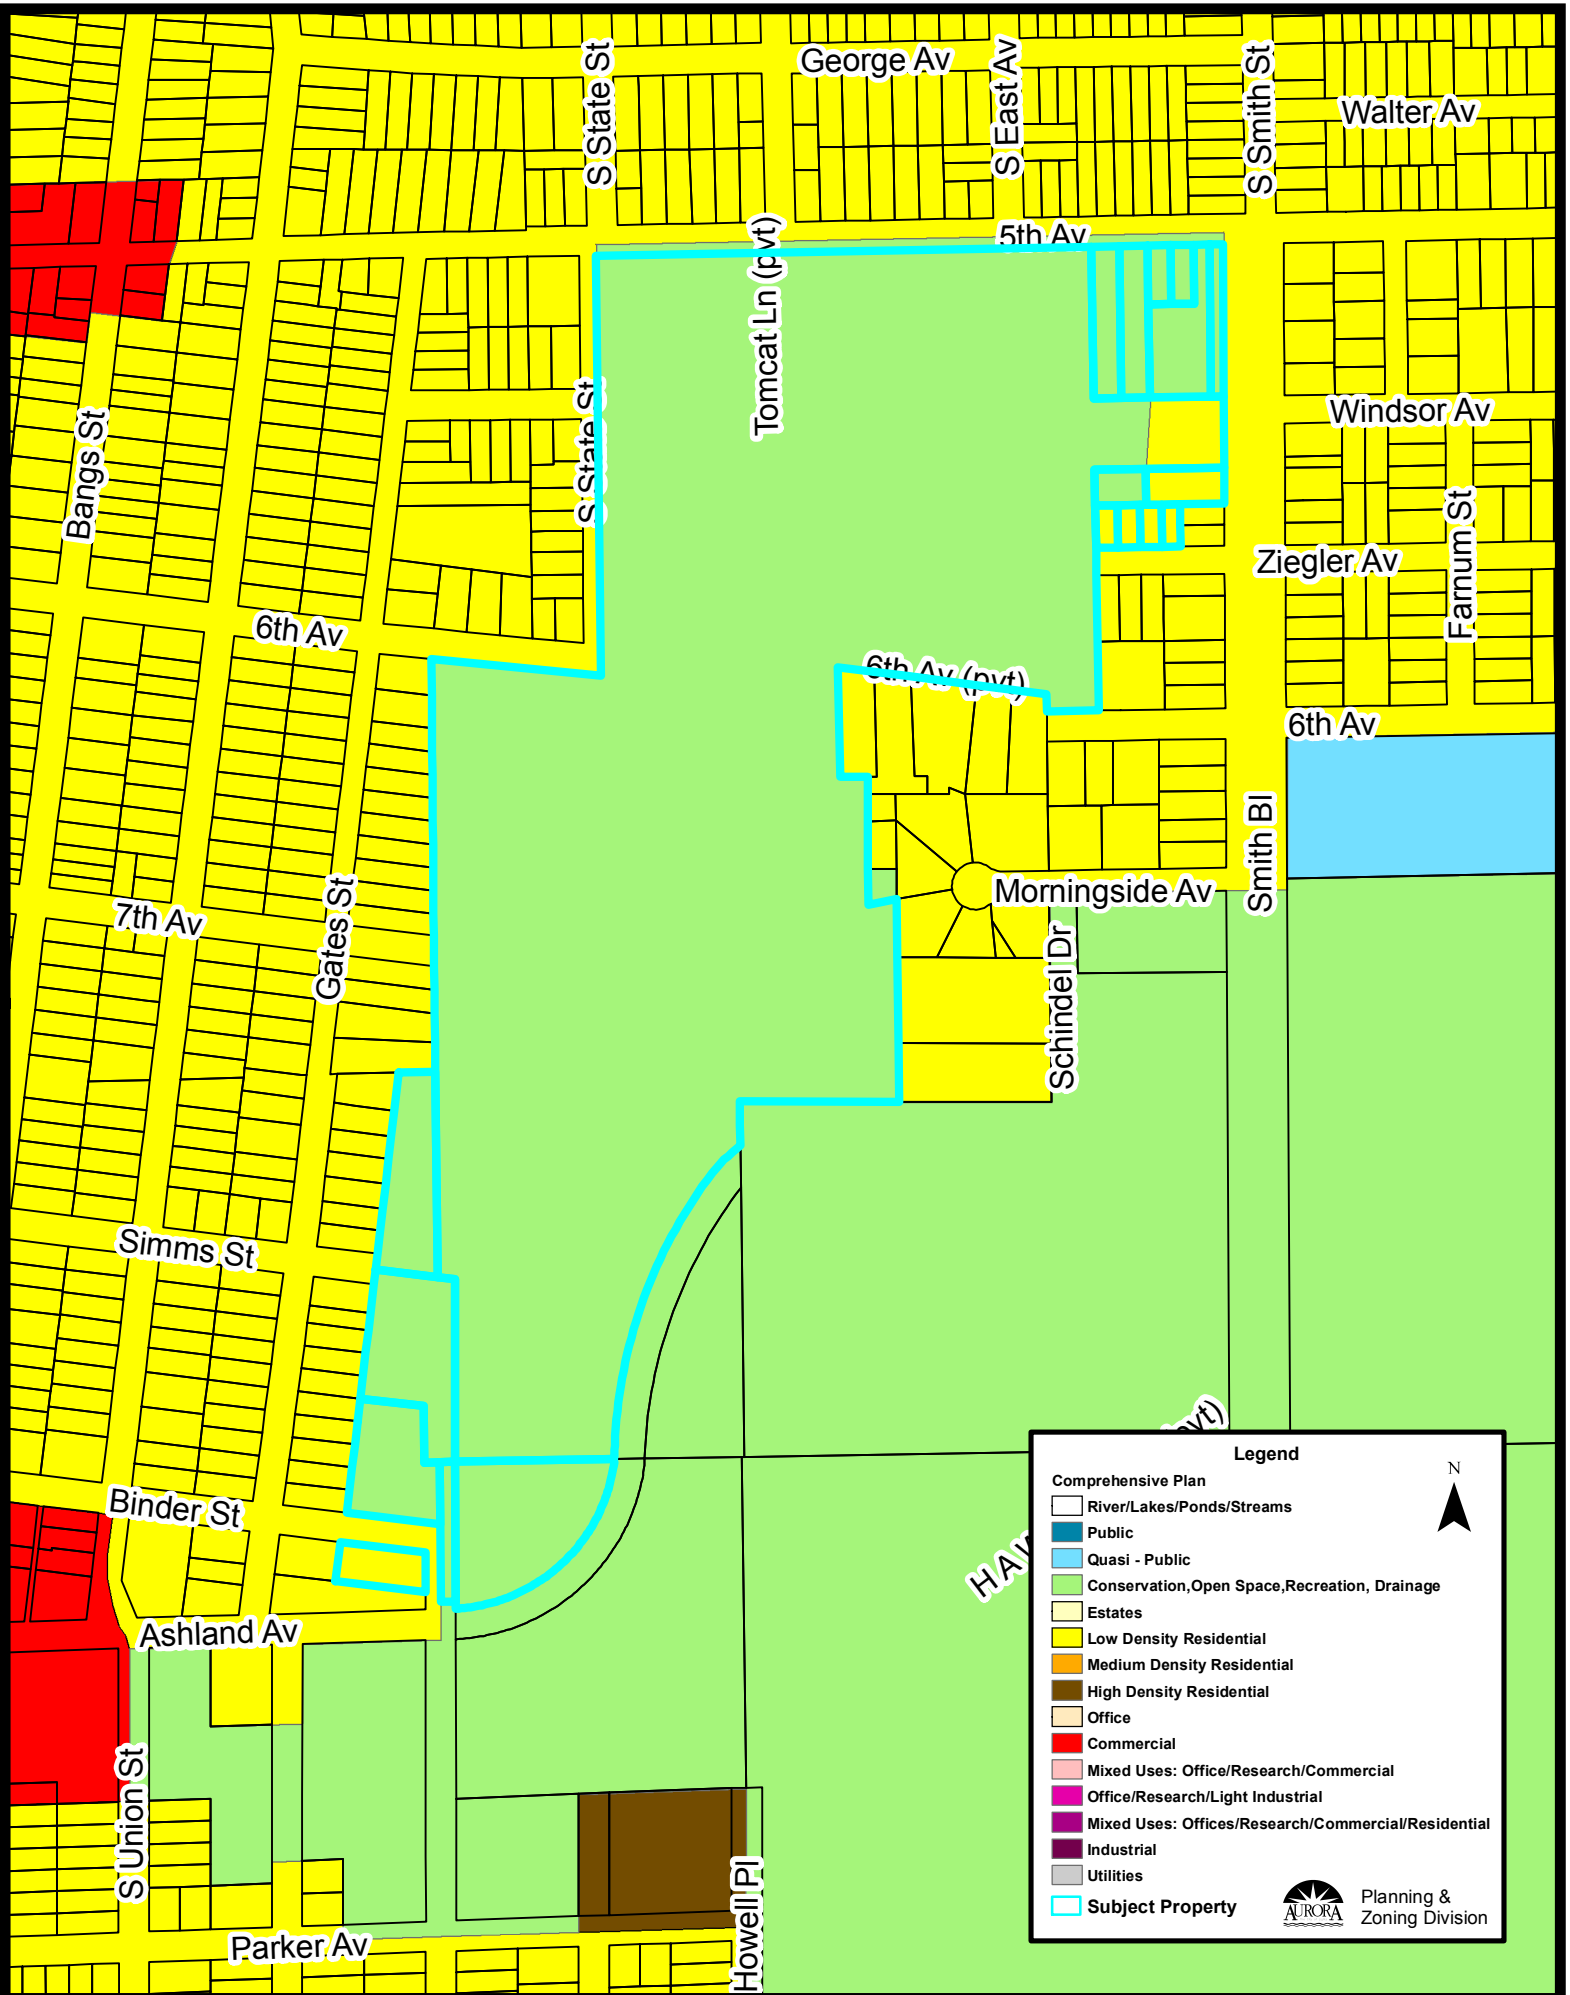 George Av
S State St
S East Av
S Smith St
Walter Av
5th Av
Tomcat Ln (pvt)
S State St
Windsor Av
Bangs St
Farnum St
Ziegler Av
6th Av
6th Av (pvt)
6th Av
Smith Bl
Morningside Av
7th Av
Gates St
Schindel Dr
Simms St
Binder St
Ashland Av
S Union St
Howell Pl
Parker Av
Legend
Comprehensive Plan
N
River/Lakes/Ponds/Streams
Public
Quasi - Public
Conservation,Open Space,Recreation, Drainage
Estates
Low Density Residential
Medium Density Residential
High Density Residential
Office
Commercial
Mixed Uses: Office/Research/Commercial
Office/Research/Light Industrial
Mixed Uses: Offices/Research/Commercial/Residential
Industrial
Utilities
Subject Property
AURORA
Planning &
Zoning Division